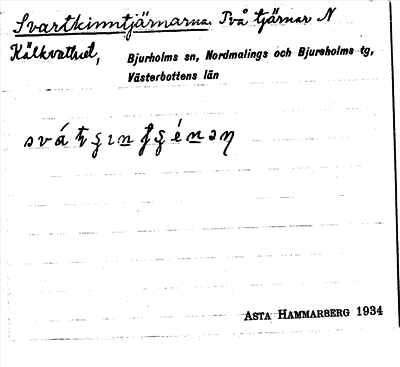 Svartkinntjärnarna. Två tjärnar N
Kälkvattnet, Bjurholms sn, Nordmalings och Bjurholms tg,
Västerbottens län
ASTA HAMMARBERG 1934